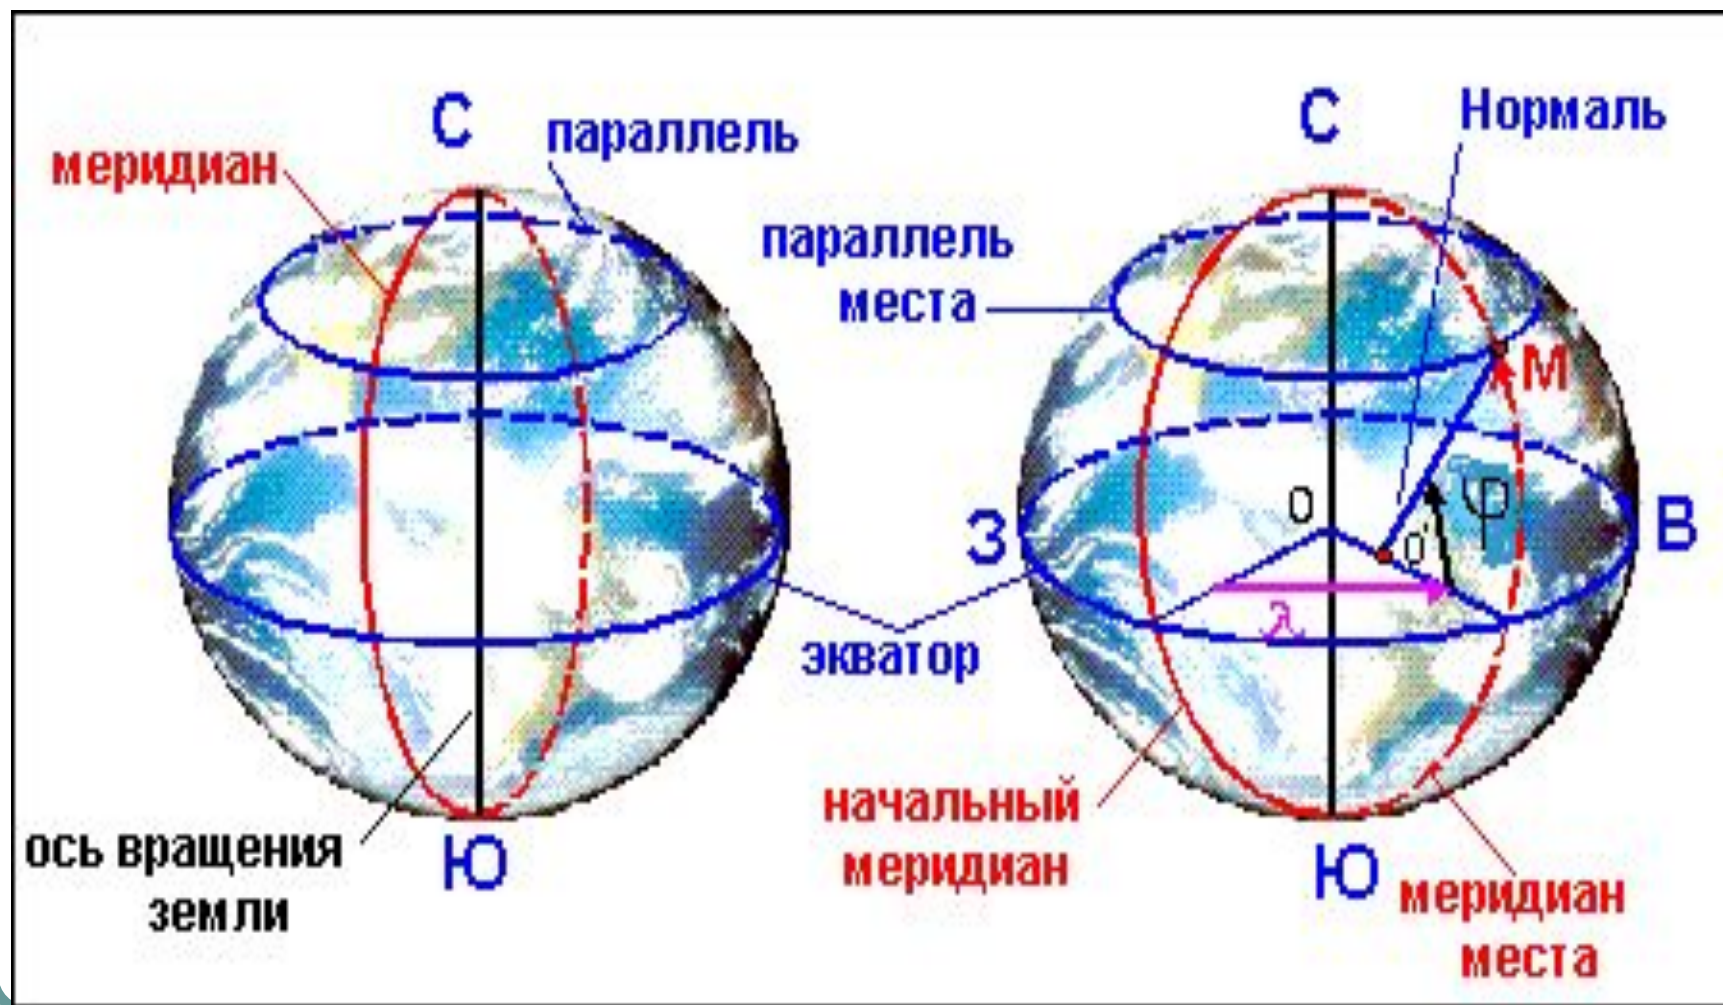 С
параллель
меридиан
ось вращения
земли
Ю
экватор
С
Нормаль
параллель
места
М
З
О
О'
φ
В
λ
начальный
меридиан
Ю
меридиан
места